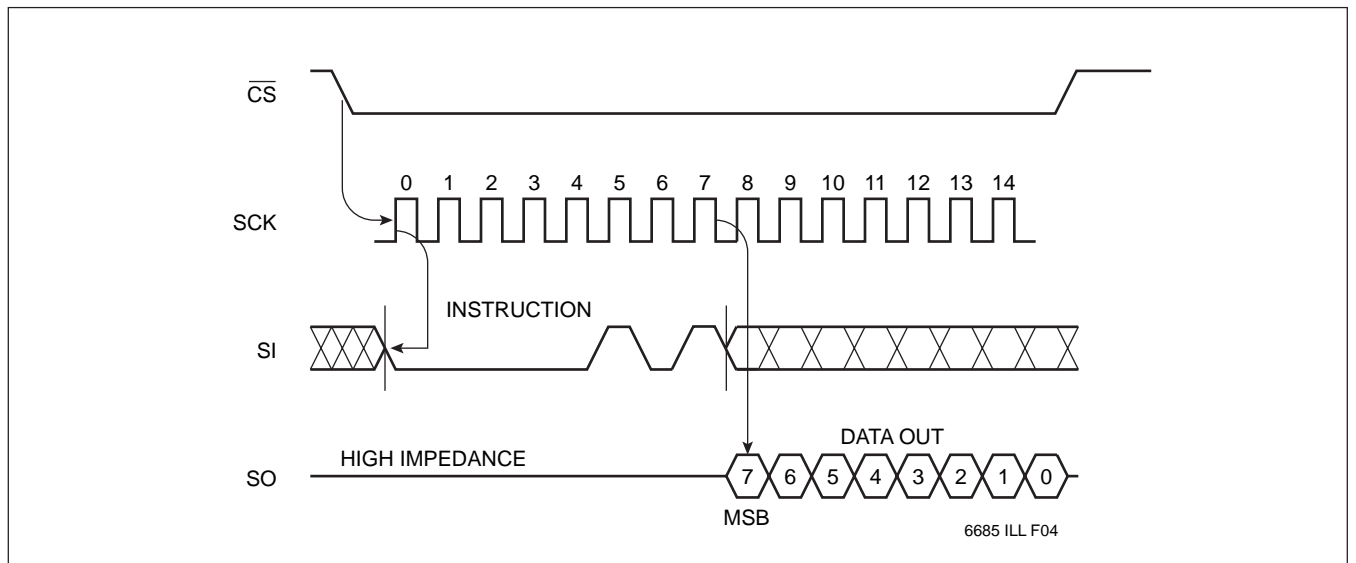 CS
0 1 2 3 4 5 6 7 8 9 10 11 12 13 14
SCK
INSTRUCTION
SI
DATA OUT
HIGH IMPEDANCE
SO
7 6 5 4 3 2 1 0
MSB
6685 ILL F04